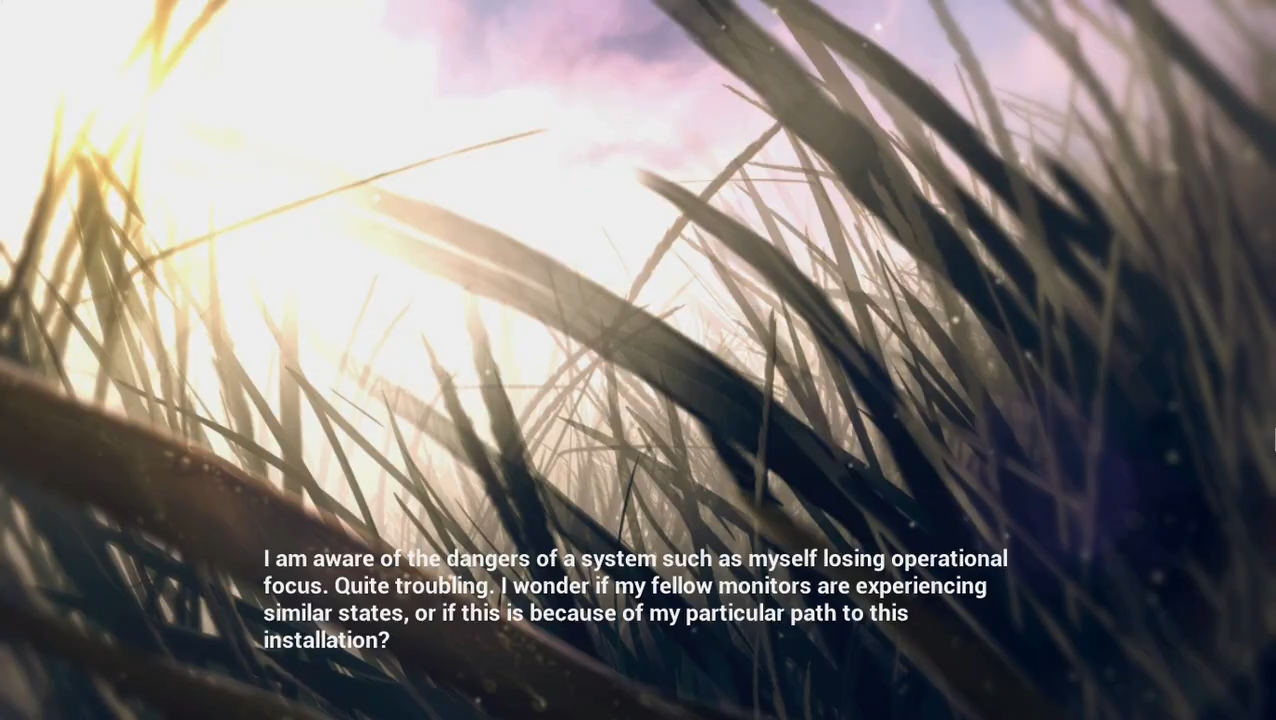 I am aware of the dangers of a system such as myself losing operational
focus. Quite troubling. I wonder if my fellow monitors are experiencing
similar states, or if this is because of my particular path to this
installation?